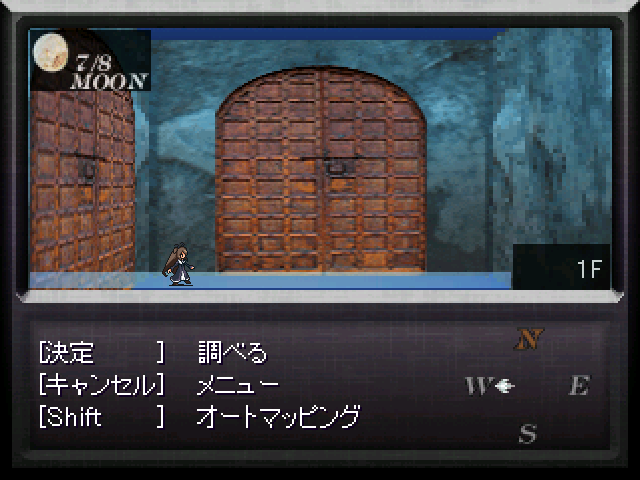 7/8
MOON
1F
[決定　　　] 調べる
[キャンセル] メニュー
[Shift　　] オートマッピング
N
W E
S